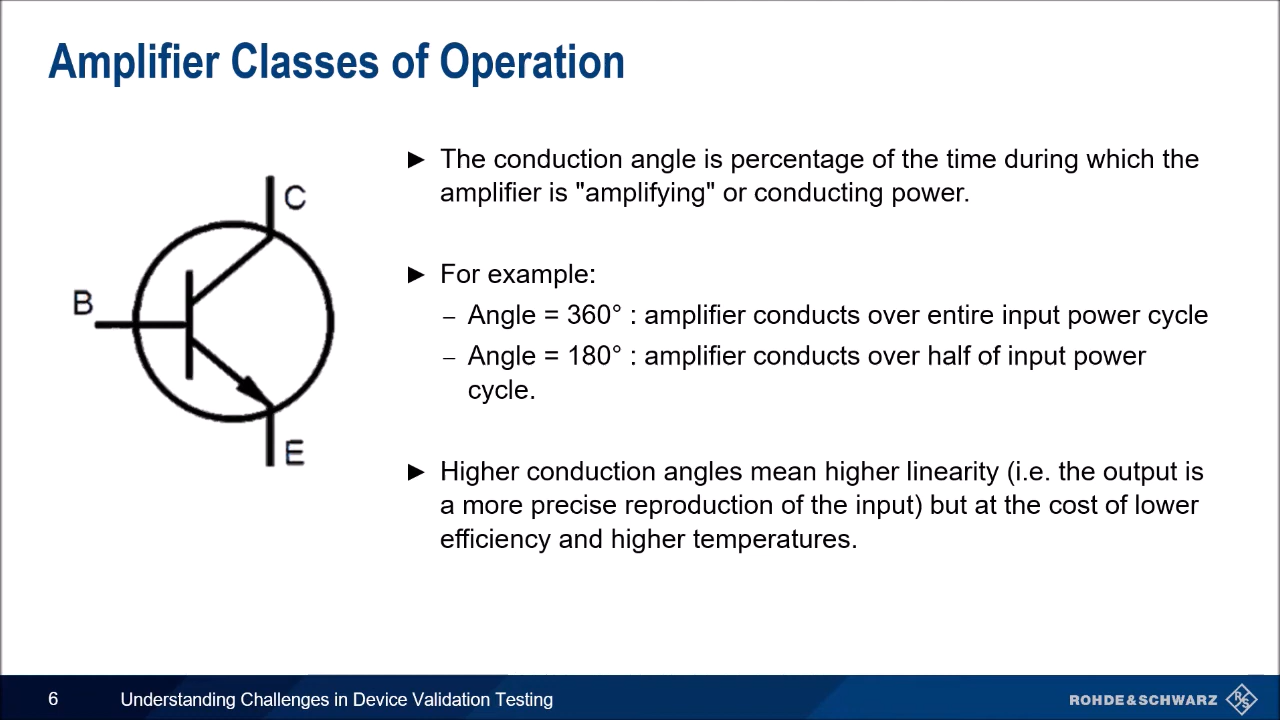 Amplifier Classes of Operation
► The conduction angle is percentage of the time during which the
amplifier is "amplifying" or conducting power.
► For example:
– Angle = 360° : amplifier conducts over entire input power cycle
– Angle = 180° : amplifier conducts over half of input power
cycle.
► Higher conduction angles mean higher linearity (i.e. the output is
a more precise reproduction of the input) but at the cost of lower
efficiency and higher temperatures.
C
B
E
6
Understanding Challenges in Device Validation Testing
ROHDE&SCHWARZ
R&S